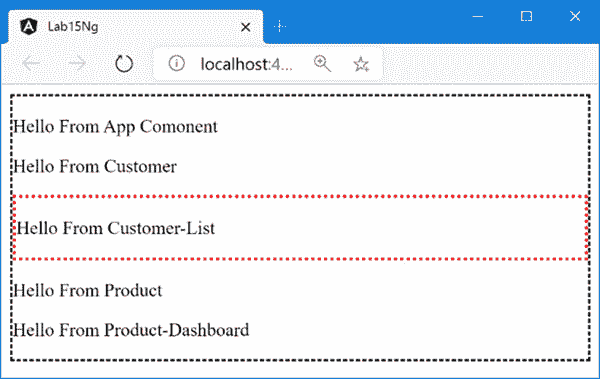 Lab15Ng
localhost:4...
Hello From App Comonent
Hello From Customer
Hello From Customer-List
Hello From Product
Hello From Product-Dashboard